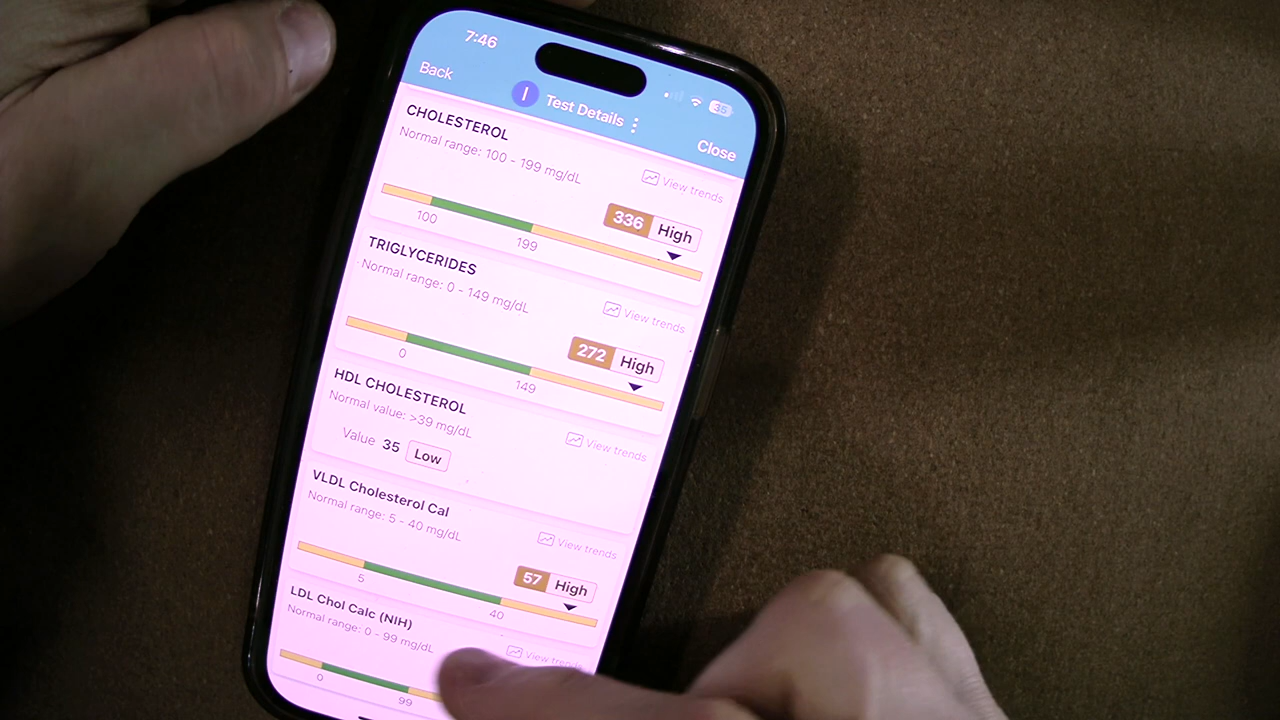 7:46
35
Back
I Test Details
Close
CHOLESTEROL
Normal range: 100 - 199 mg/dL
View trends
336 High
100
199
TRIGLYCERIDES
Normal range: 0 - 149 mg/dL
View trends
272 High
0
149
HDL CHOLESTEROL
Normal value: >39 mg/dL
View trends
Value 35 Low
VLDL Cholesterol Cal
Normal range: 5 - 40 mg/dL
View trends
57 High
5
40
LDL Chol Calc (NIH)
Normal range: 0 - 99 mg/dL
View trends
0
99